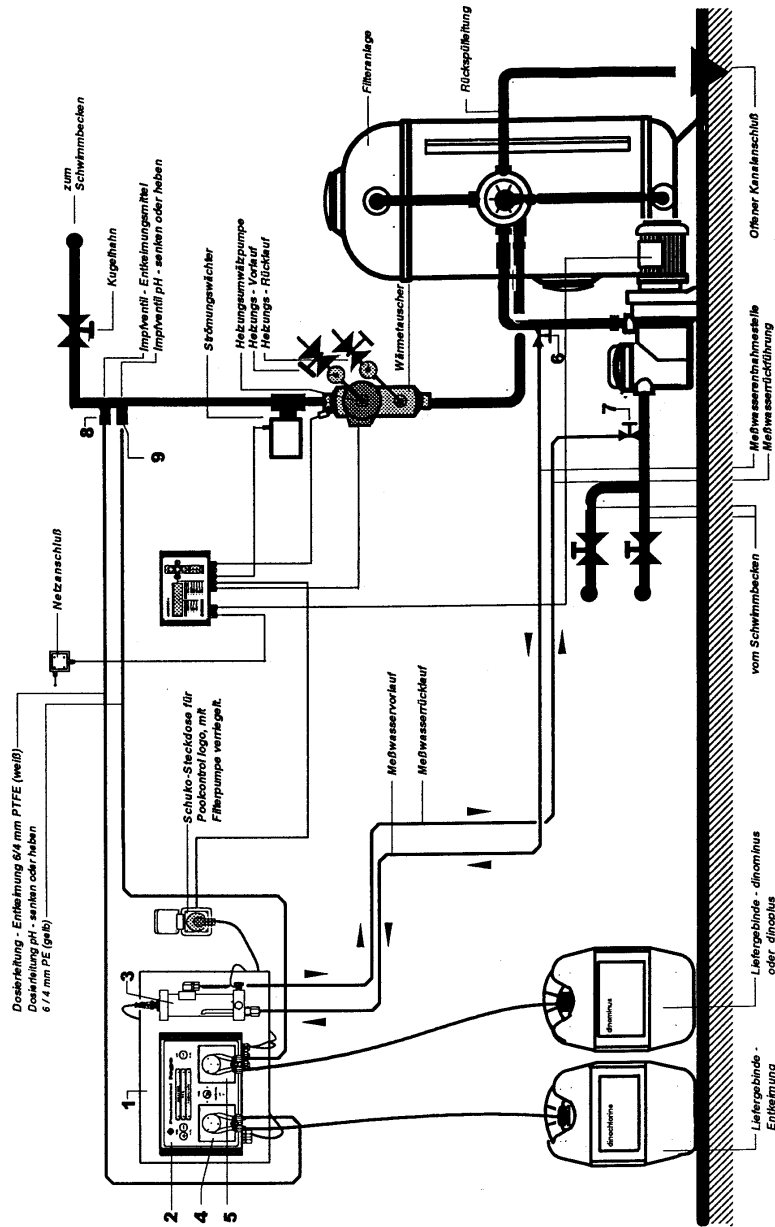 zum
Schwimmbecken
Kugelhahn
Impfventil - Entkeimungsmittel
Impfventil pH - senken oder heben
8
9
Strömungswächter
Heizungsumwälzpumpe
Heizungs - Vorlauf
Heizungs - Rücklauf
Wärmetauscher
Filteranlage
Rückspülleitung
Offener Kanalanschluß
Meßwasserentnahmestelle
Meßwasserrückführung
6
7
vom Schwimmbecken
Netzanschluß
Dosierleitung - Entkeimung 6/4 mm PTFE (weiß)
Dosierleitung pH - senken oder heben
6 / 4 mm PE (gelb)
Schuko-Steckdose für
Poolcontrol logo, mit
Filterpumpe verriegelt.
Meßwasservorlauf
Meßwasserrücklauf
3
1
2
4
5
dinominus
dinochlorine
Liefergebinde - dinominus
oder dinoplus
Liefergebinde -
Entkeimung